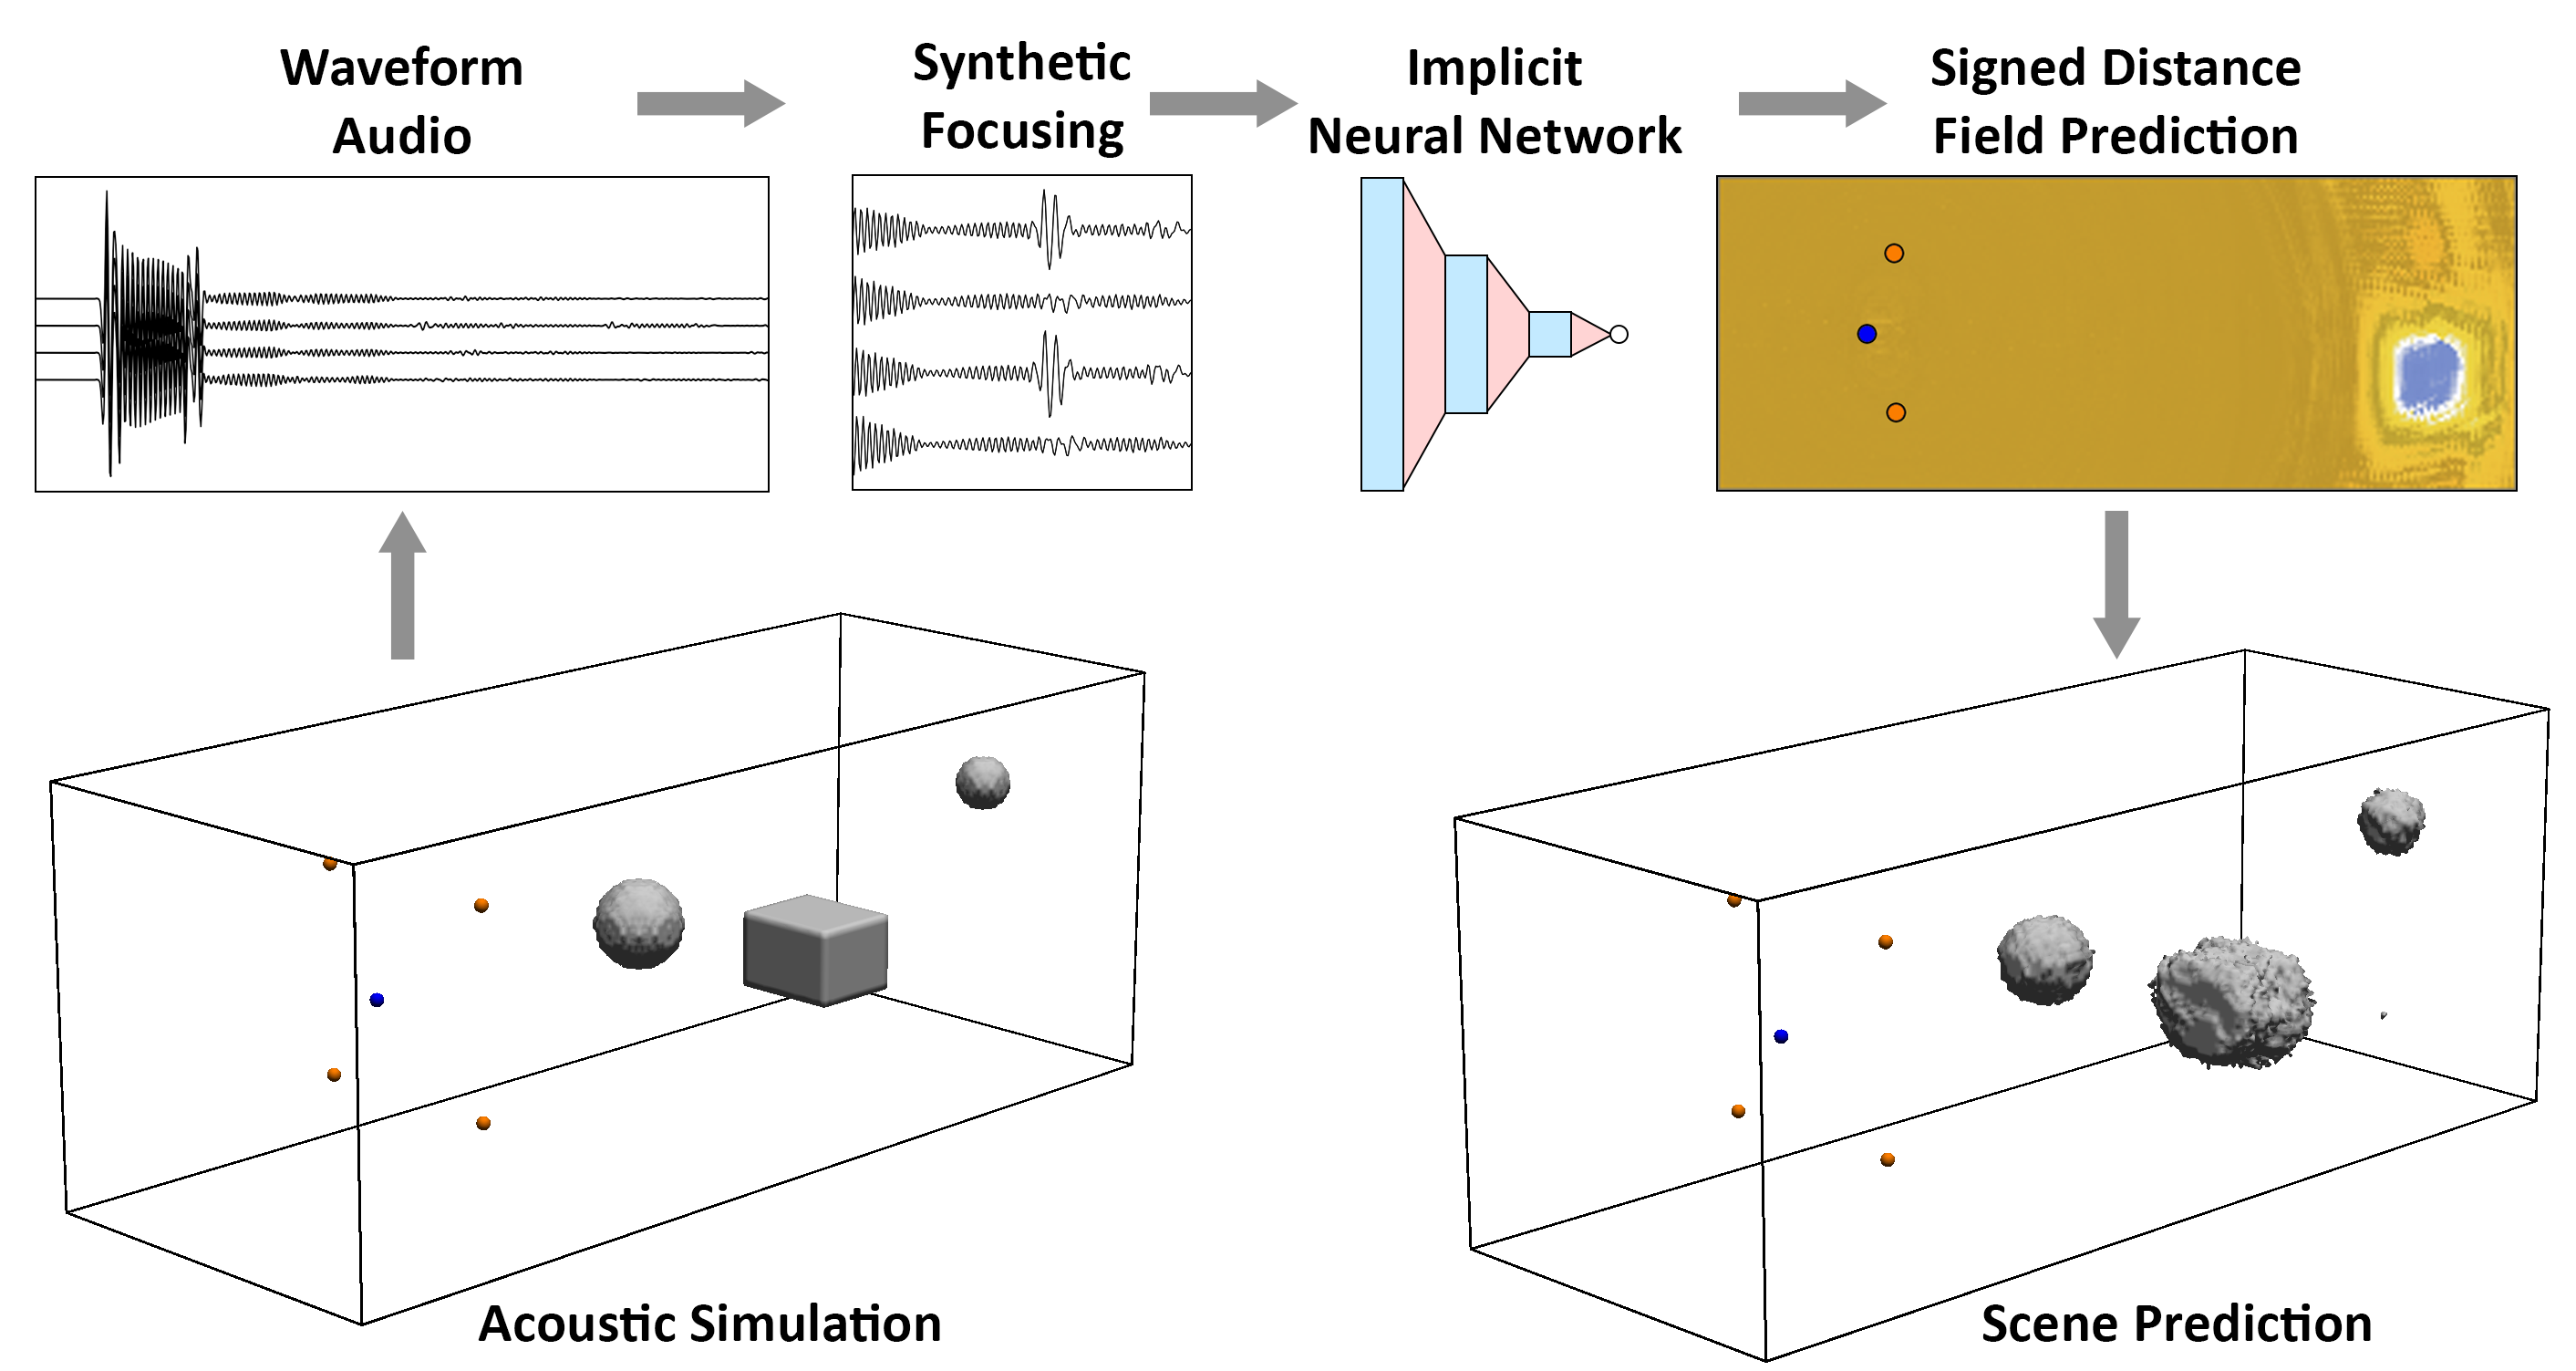 Waveform
Audio
Synthetic
Focusing
Implicit
Neural Network
Signed Distance
Field Prediction
Acoustic Simulation
Scene Prediction